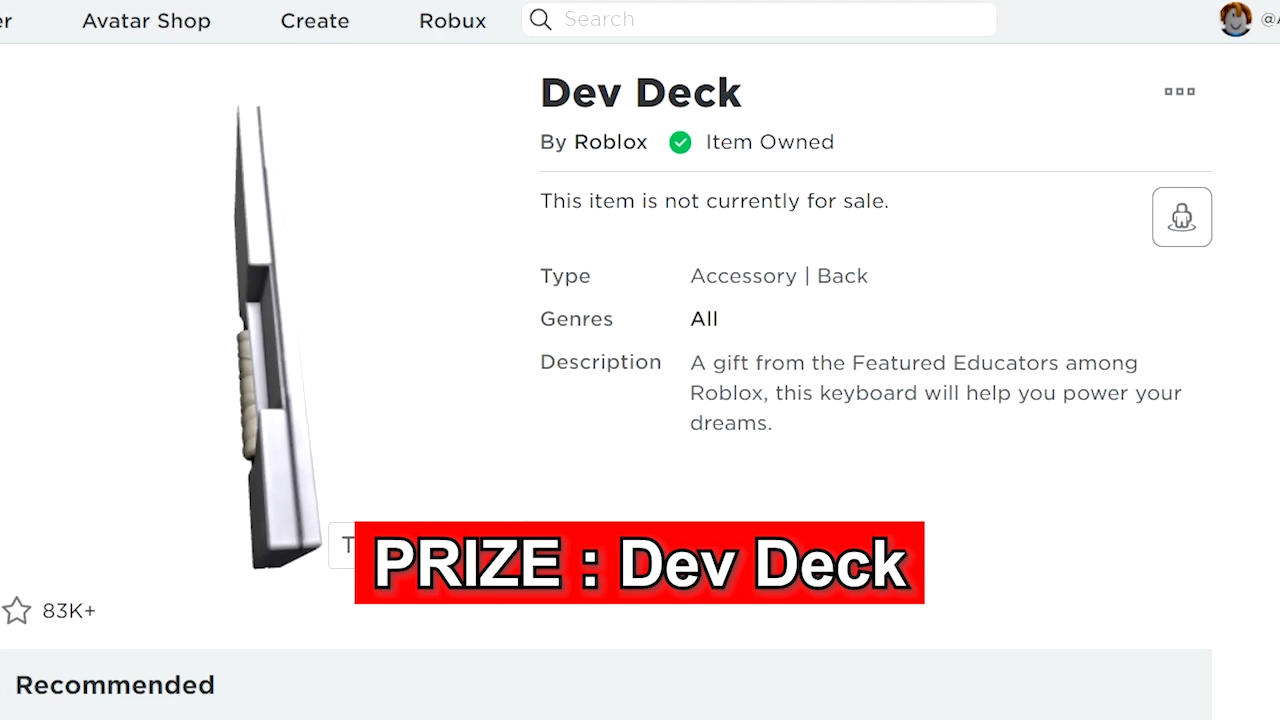 er
Avatar Shop
Create
Robux
Search
@A
Dev Deck
By Roblox
Item Owned
This item is not currently for sale.
Type
Accessory | Back
Genres
All
Description
A gift from the Featured Educators among
Roblox, this keyboard will help you power your
dreams.
T
PRIZE : Dev Deck
83K+
Recommended